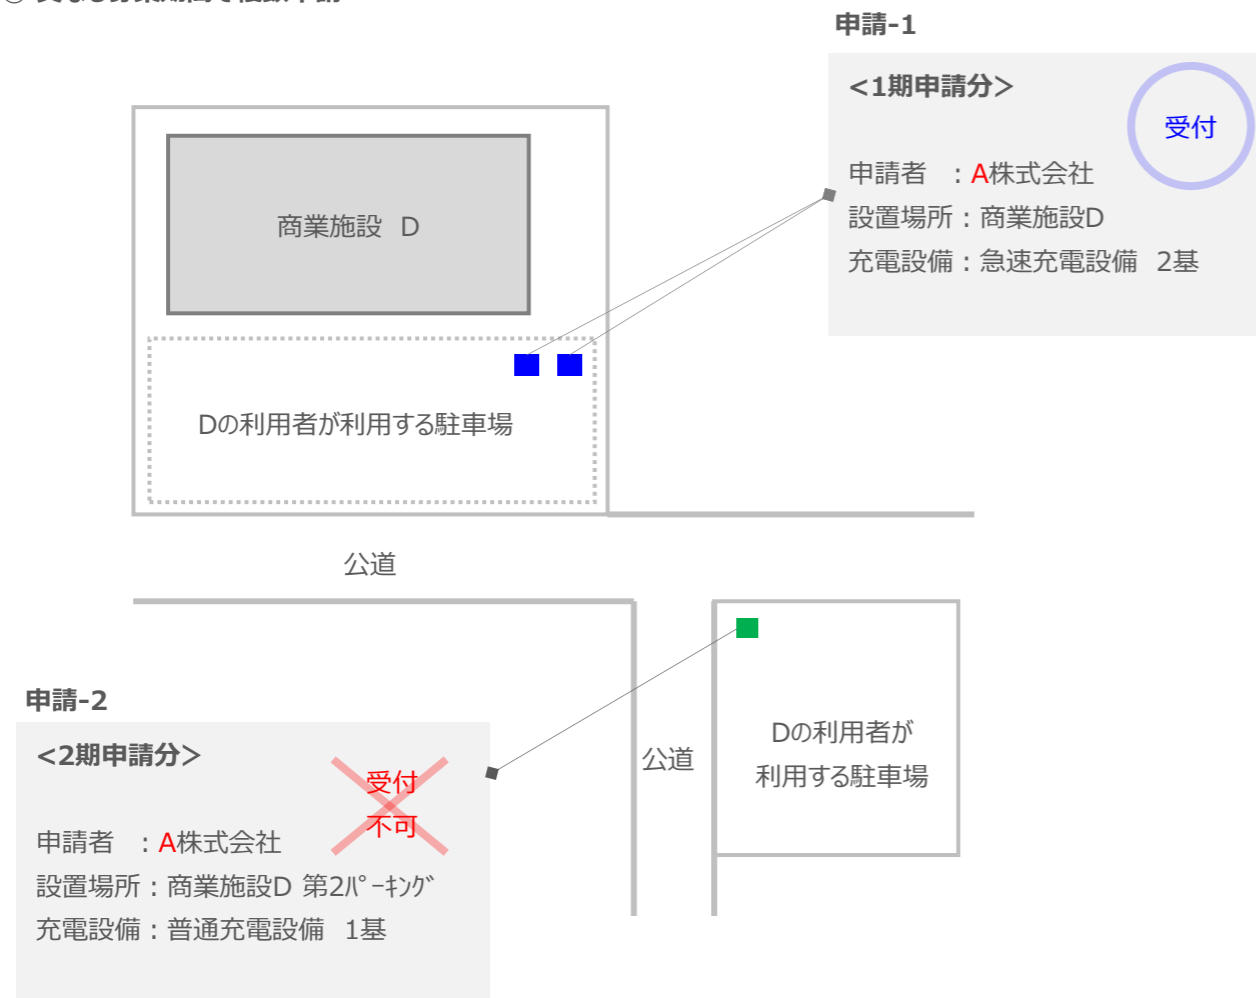 申請-1
<1期申請分>
受付
申請者 ：A株式会社
設置場所：商業施設D
充電設備：急速充電設備 2基
商業施設 D
Dの利用者が利用する駐車場
公道
申請-2
<2期申請分>
受付
不可
申請者 ：A株式会社
設置場所：商業施設D 第2ﾊﾟｰｷﾝｸﾞ
充電設備：普通充電設備 1基
公道
Dの利用者が
利用する駐車場